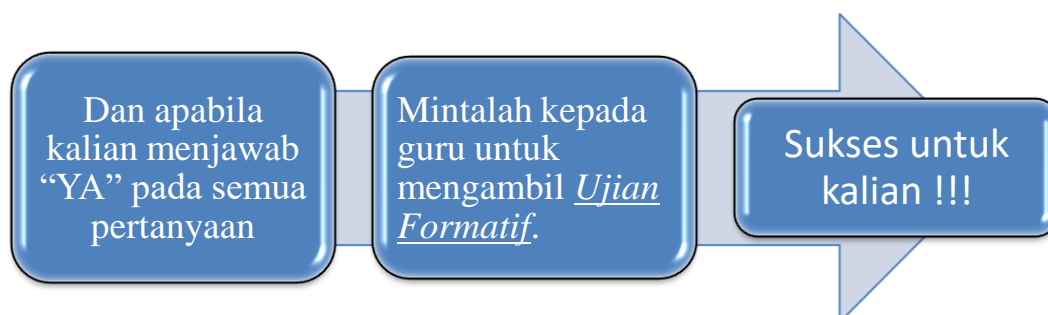 Dan apabila
kalian menjawab
“YA” pada semua
pertanyaan
Mintalah kepada
guru untuk
mengambil Ujian
Formatif.
Sukses untuk
kalian !!!